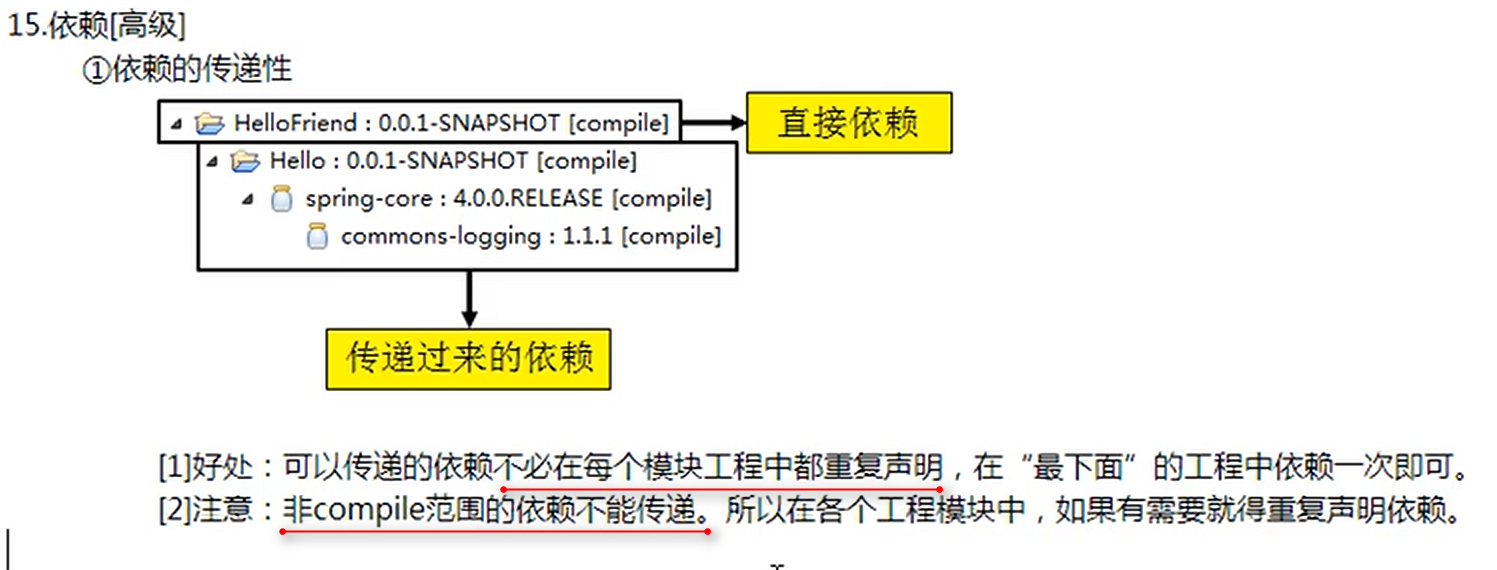 15.依赖[高级]
①依赖的传递性
HelloFriend : 0.0.1-SNAPSHOT [compile]
直接依赖
Hello : 0.0.1-SNAPSHOT [compile]
spring-core : 4.0.0.RELEASE [compile]
commons-logging : 1.1.1 [compile]
传递过来的依赖
[1]好处：可以传递的依赖不必在每个模块工程中都重复声明，在“最下面”的工程中依赖一次即可。
[2]注意：非compile范围的依赖不能传递。所以在各个工程模块中，如果有需要就得重复声明依赖。